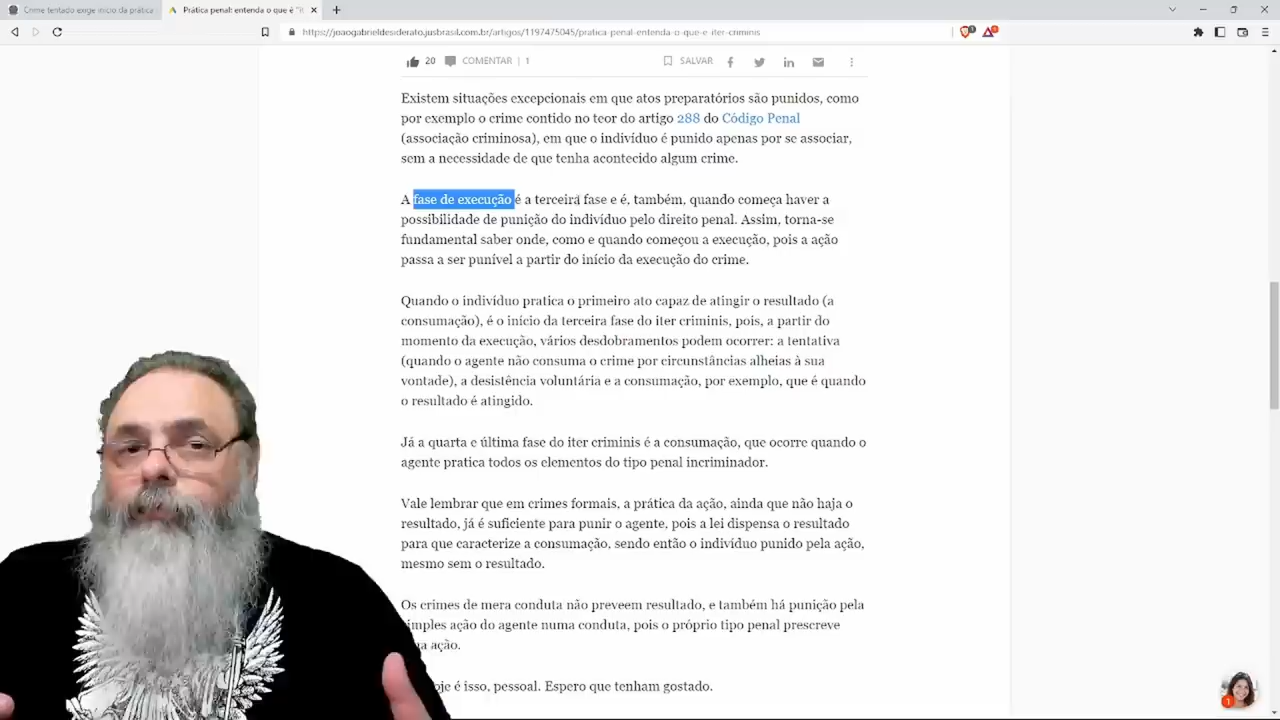 Crime tentado exige início da prática
Prática penal: entenda o que é "It
https://joaogabrieldesiderato.jusbrasil.com.br/artigos/1197475045/pratica-penal-entenda-o-que-e-iter-criminis
20 COMENTAR | 1 SALVAR
Existem situações excepcionais em que atos preparatórios são punidos, como
por exemplo o crime contido no teor do artigo 288 do Código Penal
(associação criminosa), em que o indivíduo é punido apenas por se associar,
sem a necessidade de que tenha acontecido algum crime.
A fase de execução é a terceira fase e é, também, quando começa haver a
possibilidade de punição do indivíduo pelo direito penal. Assim, torna-se
fundamental saber onde, como e quando começou a execução, pois a ação
passa a ser punível a partir do início da execução do crime.
Quando o indivíduo pratica o primeiro ato capaz de atingir o resultado (a
consumação), é o início da terceira fase do iter criminis, pois, a partir do
momento da execução, vários desdobramentos podem ocorrer: a tentativa
(quando o agente não consuma o crime por circunstâncias alheias à sua
vontade), a desistência voluntária e a consumação, por exemplo, que é quando
o resultado é atingido.
Já a quarta e última fase do iter criminis é a consumação, que ocorre quando o
agente pratica todos os elementos do tipo penal incriminador.
Vale lembrar que em crimes formais, a prática da ação, ainda que não haja o
resultado, já é suficiente para punir o agente, pois a lei dispensa o resultado
para que caracterize a consumação, sendo então o indivíduo punido pela ação,
mesmo sem o resultado.
Os crimes de mera conduta não preveem resultado, e também há punição pela
simples ação do agente numa conduta, pois o próprio tipo penal prescreve
ação.
é isso, pessoal. Espero que tenham gostado.
1